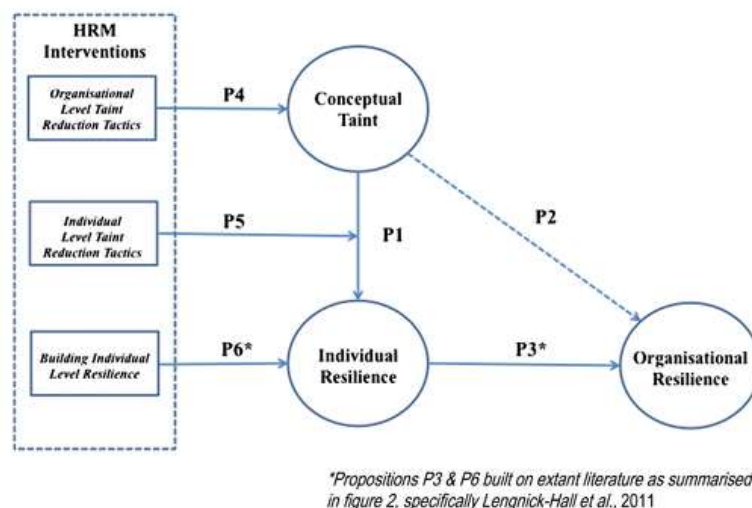 HRM
Interventions
Organisational
Level Taint
Reduction Tactics
P4
Conceptual
Taint
Individual
Level Taint
Reduction Tactics
P5
P1
P2
Building Individual
Level Resilience
P6*
Individual
Resilience
P3*
Organisational
Resilience
*Propositions P3 & P6 built on extant literature as summarised
in figure 2, specifically Lengnick-Hall et al., 2011